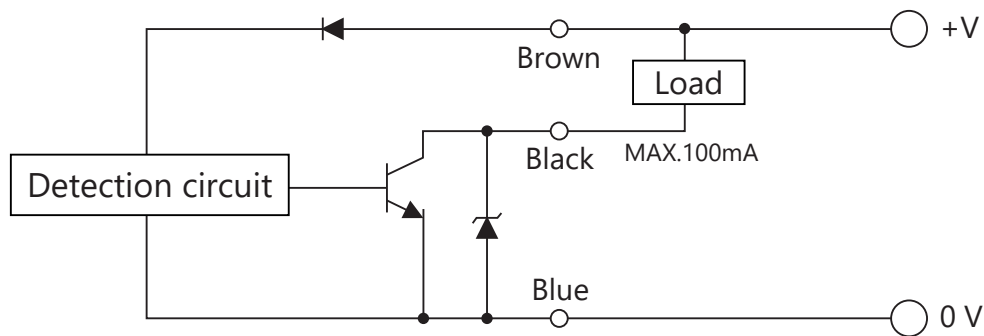 +V
Brown
Load
Black
MAX.100mA
Detection circuit
Blue
0 V